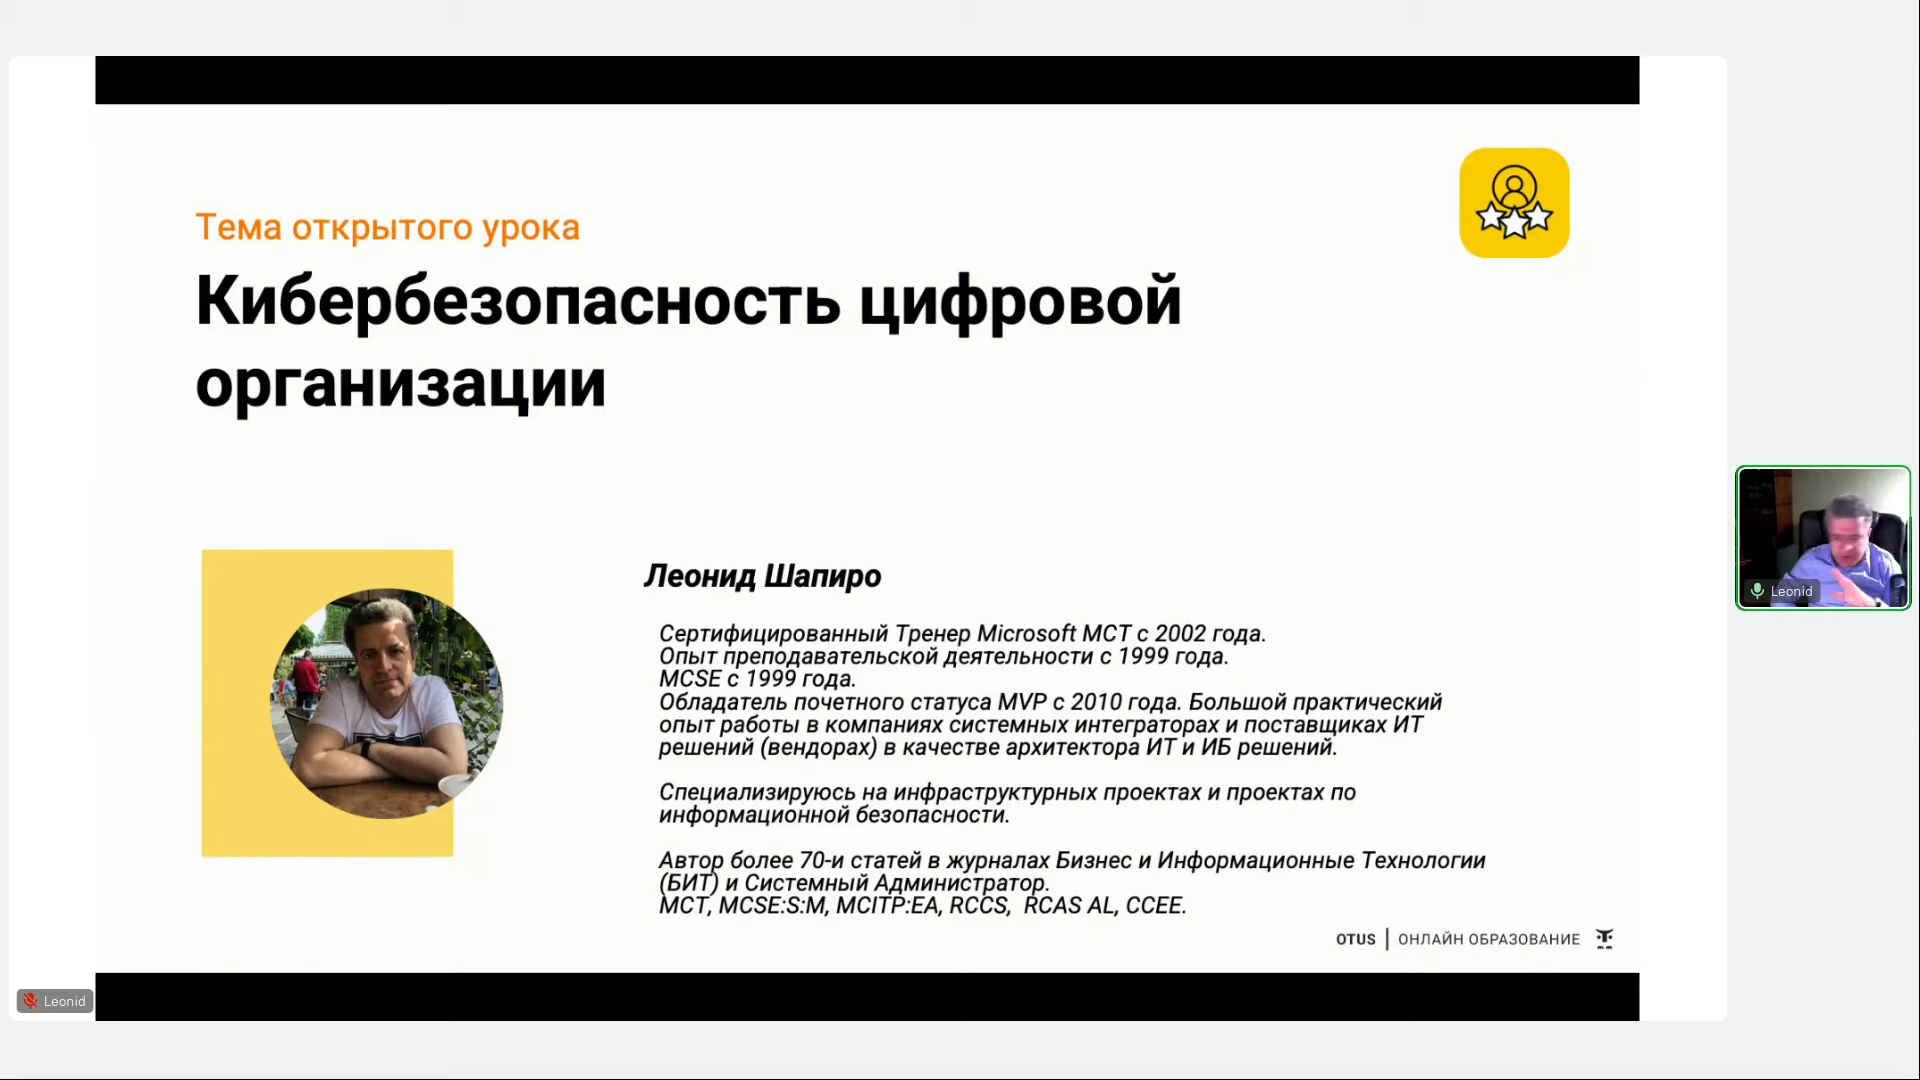 Тема открытого урока
Кибербезопасность цифровой
организации
Леонид Шапиро
Сертифицированный Тренер Microsoft MCT с 2002 года.
Опыт преподавательской деятельности с 1999 года.
MCSE с 1999 года.
Обладатель почетного статуса MVP с 2010 года. Большой практический
опыт работы в компаниях системных интеграторах и поставщиках ИТ
решений (вендорах) в качестве архитектора ИТ и ИБ решений.
Специализируюсь на инфраструктурных проектах и проектах по
информационной безопасности.
Автор более 70-и статей в журналах Бизнес и Информационные Технологии
(БИТ) и Системный Администратор.
MCT, MCSE:S:M, MCITP:EA, RCCS, RCAS AL, CCEE.
OTUS | ОНЛАЙН ОБРАЗОВАНИЕ
Leonid
Leonid